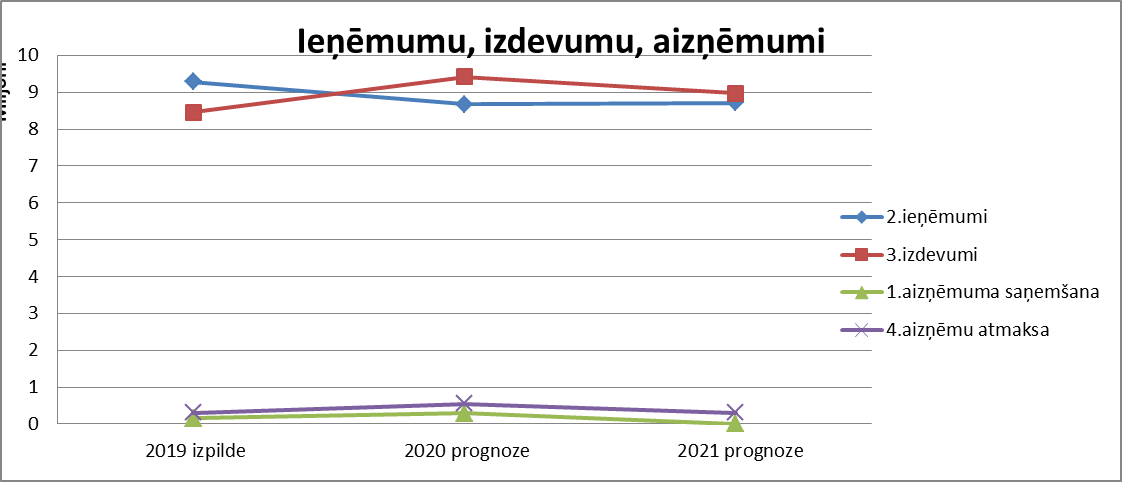 Ieņēmumu, izdevumu, aizņēmumi
10
9
8
7
6
5
4
3
2
1
0
2019 izpilde
2020 prognoze
2021 prognoze
2.ieņēmumi
3.izdevumi
1.aizņēmuma saņemšana
4.aizņēmu atmaksa